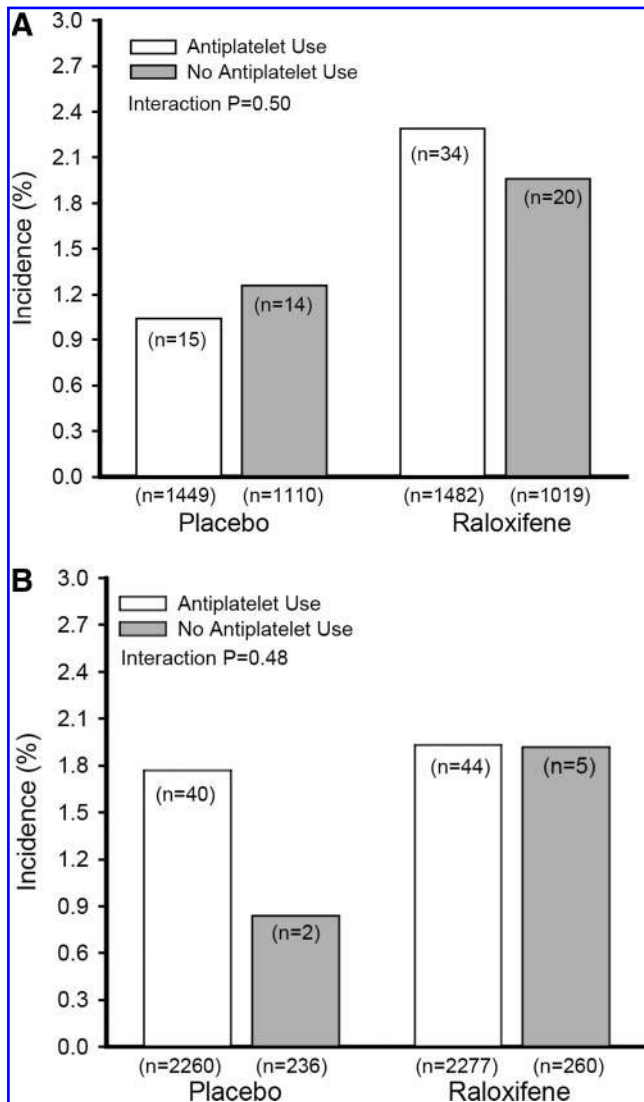 A
3.0
2.7
2.4
2.1
1.8
1.5
1.2
0.9
0.6
0.3
0.0
Incidence (%)
Antiplatelet Use
No Antiplatelet Use
Interaction P=0.50
(n=15)
(n=14)
(n=34)
(n=20)
(n=1449) (n=1110) (n=1482) (n=1019)
Placebo Raloxifene
B
3.0
2.7
2.4
2.1
1.8
1.5
1.2
0.9
0.6
0.3
0.0
Incidence (%)
Antiplatelet Use
No Antiplatelet Use
Interaction P=0.48
(n=40)
(n=2)
(n=44)
(n=5)
(n=2260) (n=236) (n=2277) (n=260)
Placebo Raloxifene